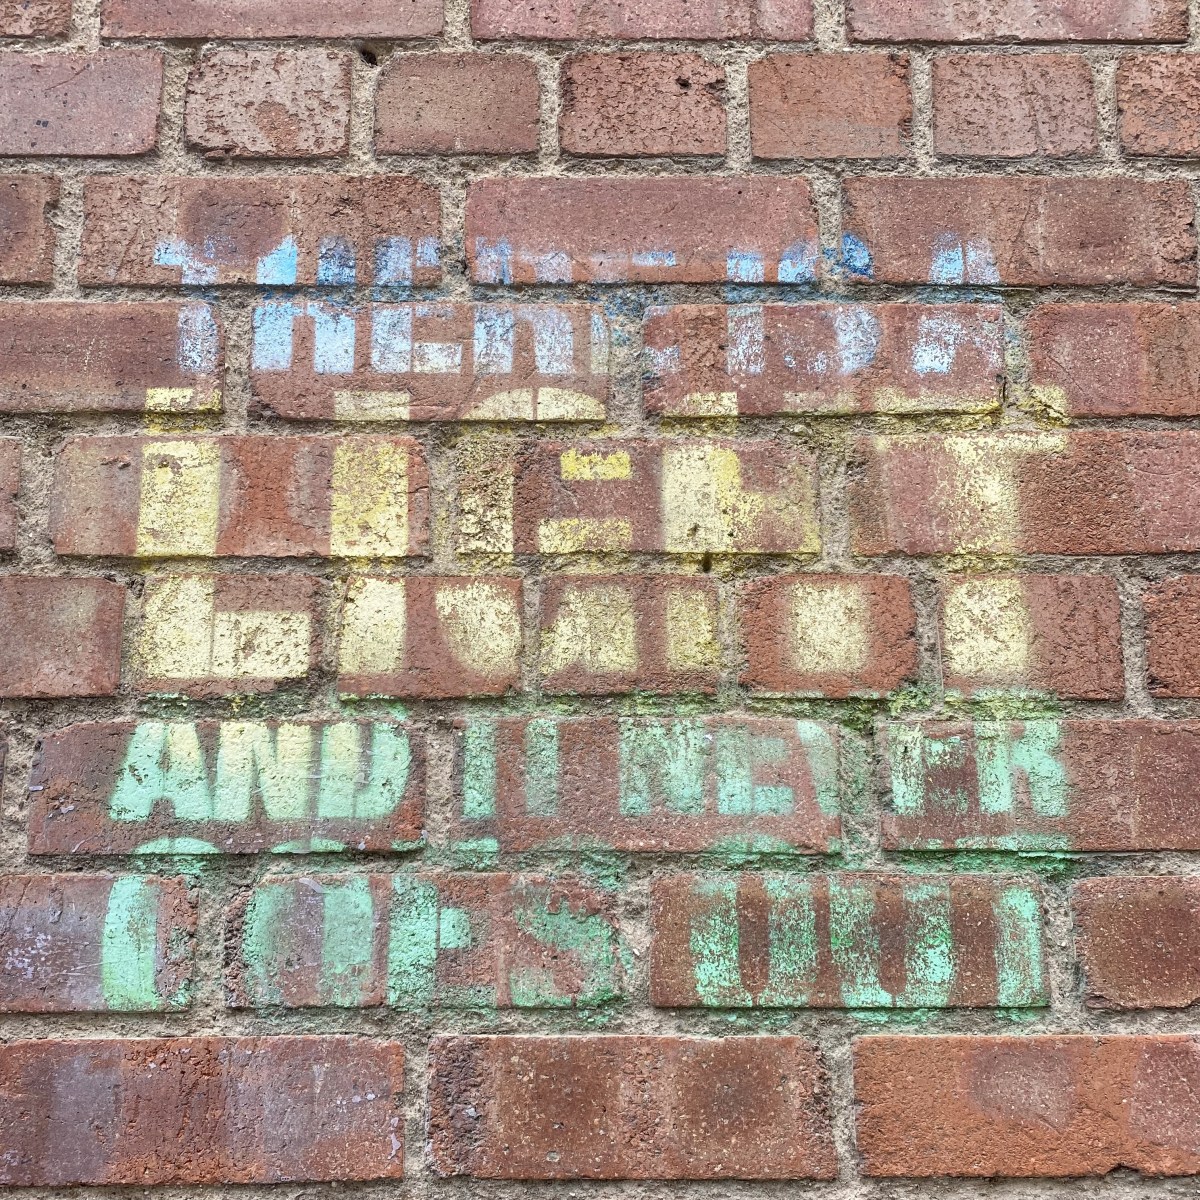 THERE IS A
LIGHT
AND IT NEVER
GOES OUT